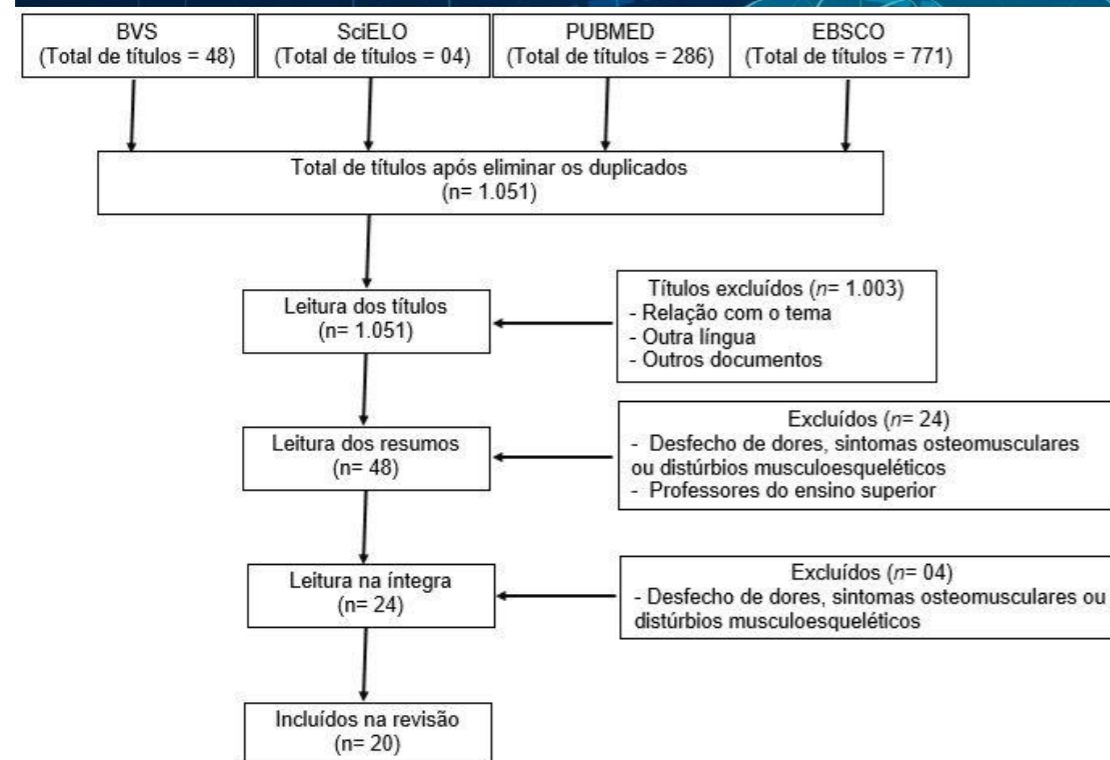 BVS
(Total de títulos = 48)
SciELO
(Total de títulos = 04)
PUBMED
(Total de títulos = 286)
EBSCO
(Total de títulos = 771)
Total de títulos após eliminar os duplicados
(n= 1.051)
Leitura dos títulos
(n= 1.051)
Títulos excluídos (n= 1.003)
- Relação com o tema
- Outra língua
- Outros documentos
Leitura dos resumos
(n= 48)
Excluídos (n= 24)
- Desfecho de dores, sintomas osteomusculares
ou distúrbios musculoesqueléticos
- Professores do ensino superior
Leitura na íntegra
(n= 24)
Excluídos (n= 04)
- Desfecho de dores, sintomas osteomusculares ou
distúrbios musculoesqueléticos
Incluídos na revisão
(n= 20)